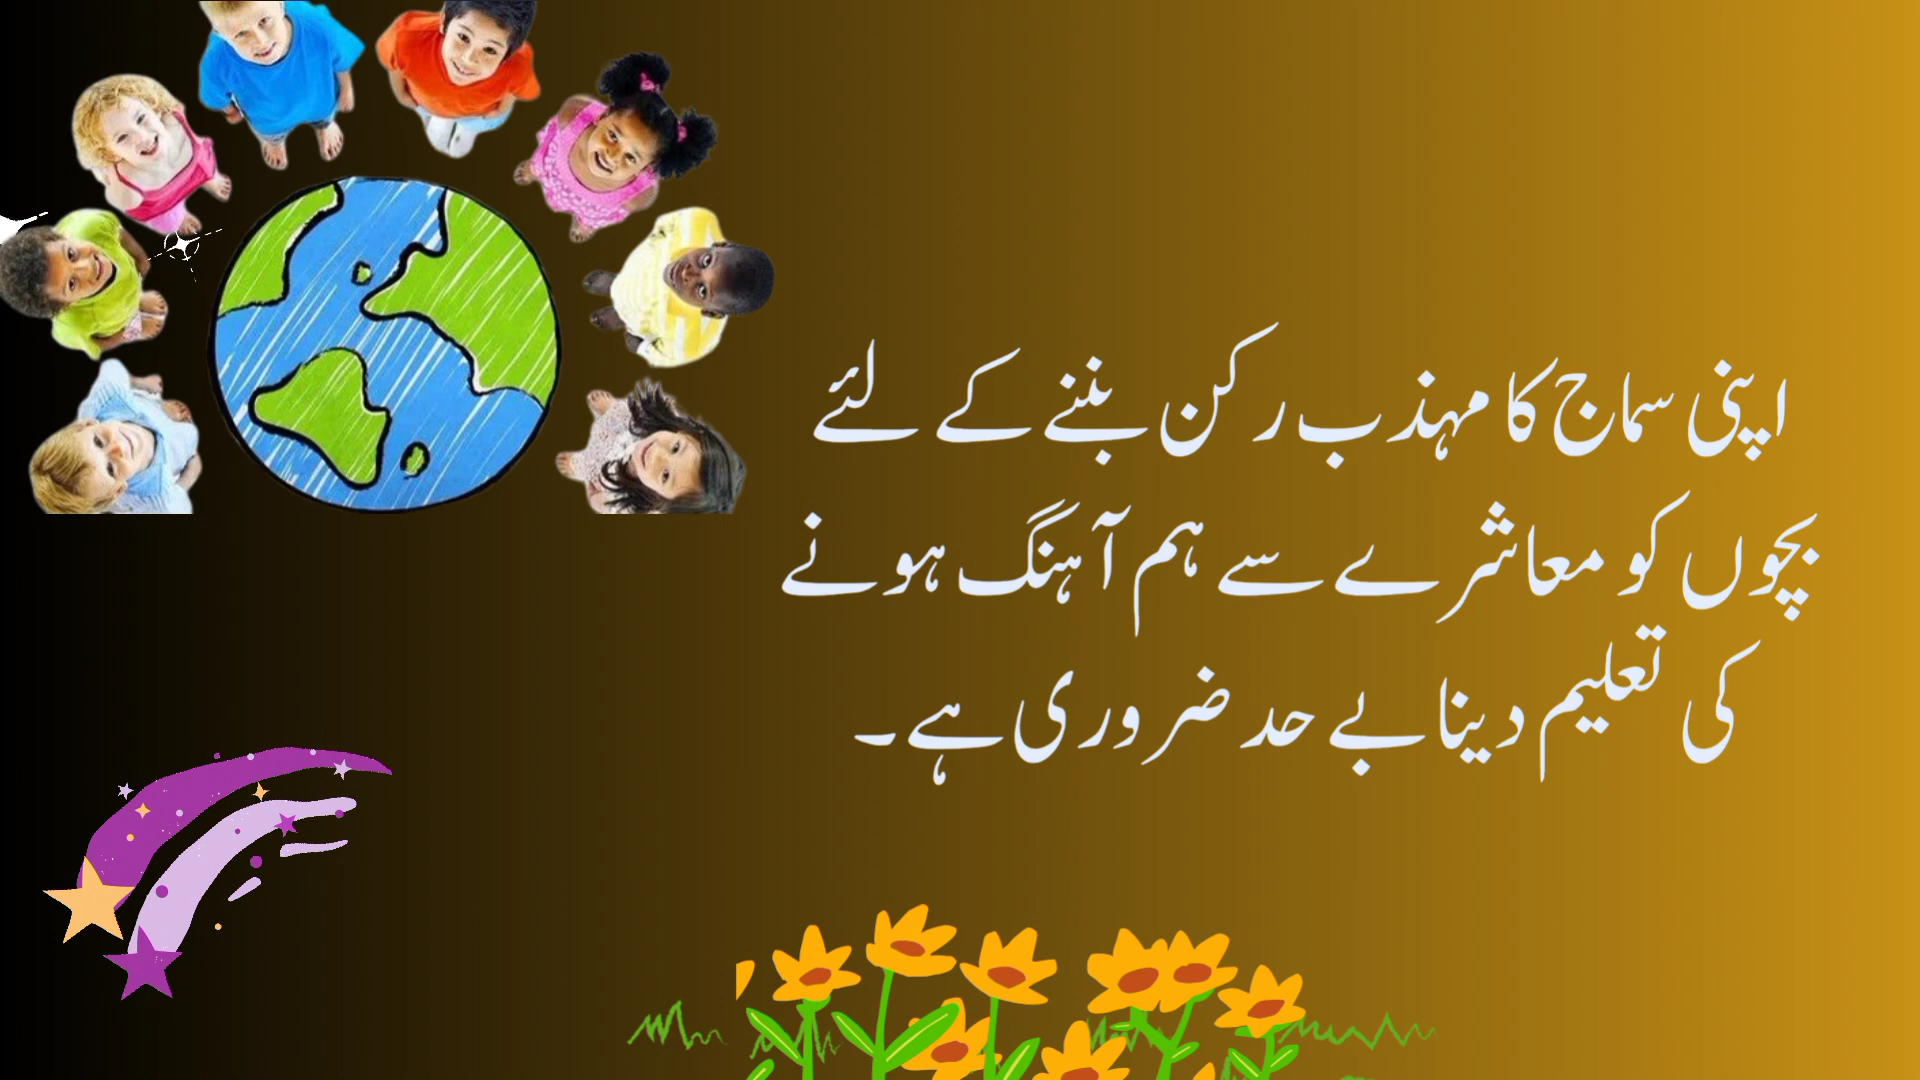 اپنی سماج کا مہذب رکن بننے کے لئے
بچوں کو معاشرے سے ہم آہنگ ہونے
کی تعلیم دینا بے حد ضروری ہے۔